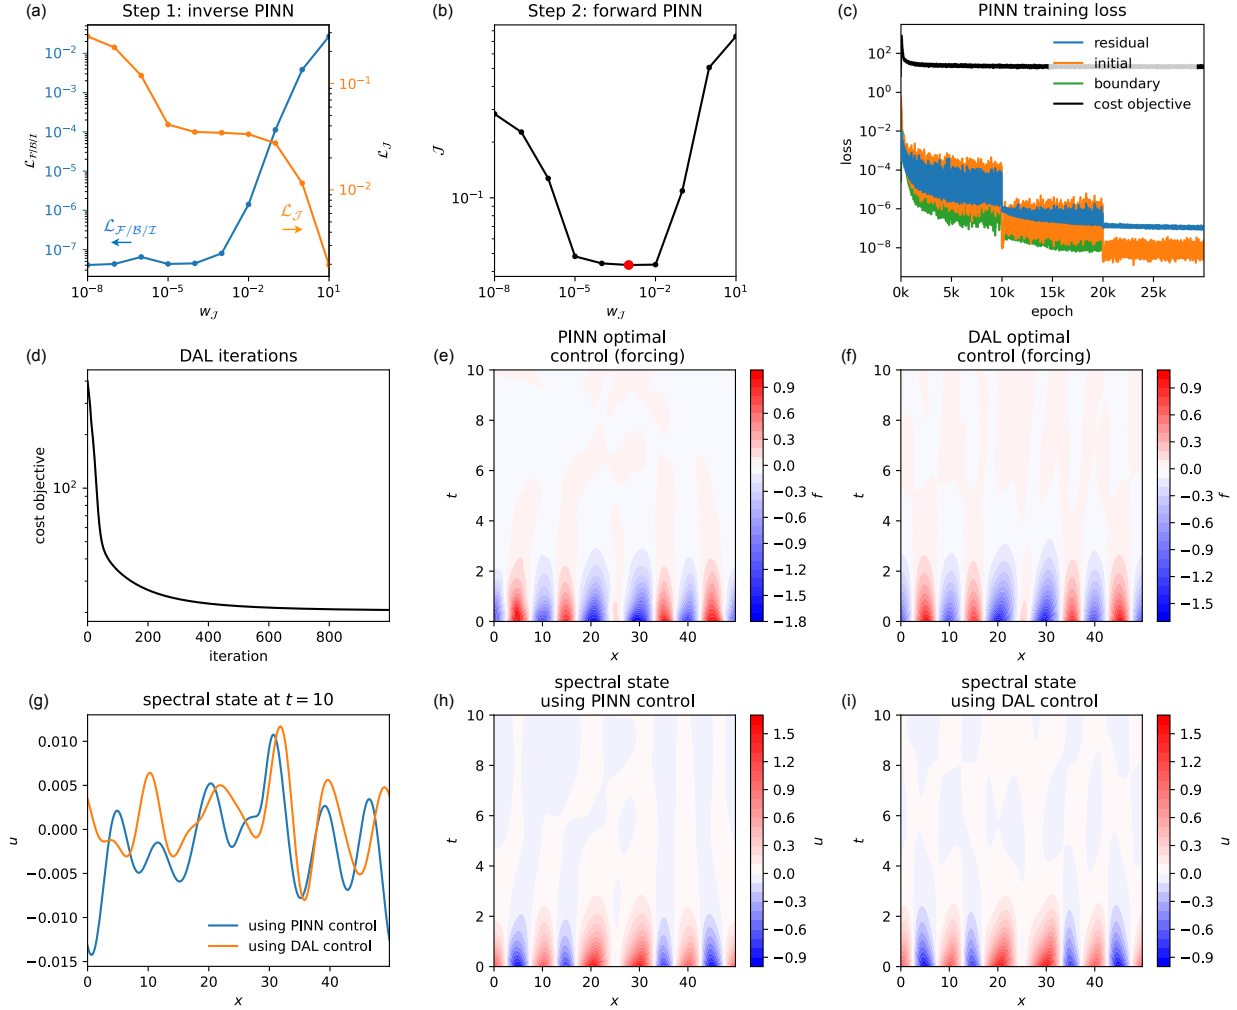 (a)
Step 1: inverse PINN
10⁻²
10⁻³
10⁻⁴
10⁻⁵
10⁻⁶
10⁻⁷
ℒ_ℱ/ℬ/ℐ
ℒ_ℱ/ℬ/ℐ
ℒ_𝒥
10⁻¹
10⁻²
ℒ_𝒥
10⁻⁸
10⁻⁵
10⁻²
10¹
w_𝒥
(b)
Step 2: forward PINN
𝒥
10⁻¹
10⁻⁸
10⁻⁵
10⁻²
10¹
w_𝒥
(c)
PINN training loss
residual
initial
boundary
cost objective
loss
10²
10⁰
10⁻²
10⁻⁴
10⁻⁶
10⁻⁸
0k
5k
10k
15k
20k
25k
epoch
(d)
DAL iterations
cost objective
10²
0
200
400
600
800
iteration
(e)
PINN optimal
control (forcing)
t
10
8
6
4
2
0
0
10
20
30
40
x
0.9
0.6
0.3
0.0
−0.3
−0.6
−0.9
−1.2
−1.5
−1.8
f
(f)
DAL optimal
control (forcing)
t
10
8
6
4
2
0
0
10
20
30
40
x
0.9
0.6
0.3
0.0
−0.3
−0.6
−0.9
−1.2
−1.5
f
(g)
spectral state at t = 10
u
0.010
0.005
0.000
−0.005
−0.010
−0.015
using PINN control
using DAL control
0
10
20
30
40
x
(h)
spectral state
using PINN control
t
10
8
6
4
2
0
0
10
20
30
40
x
1.5
1.2
0.9
0.6
0.3
0.0
−0.3
−0.6
−0.9
u
(i)
spectral state
using DAL control
t
10
8
6
4
2
0
0
10
20
30
40
x
1.5
1.2
0.9
0.6
0.3
0.0
−0.3
−0.6
−0.9
u